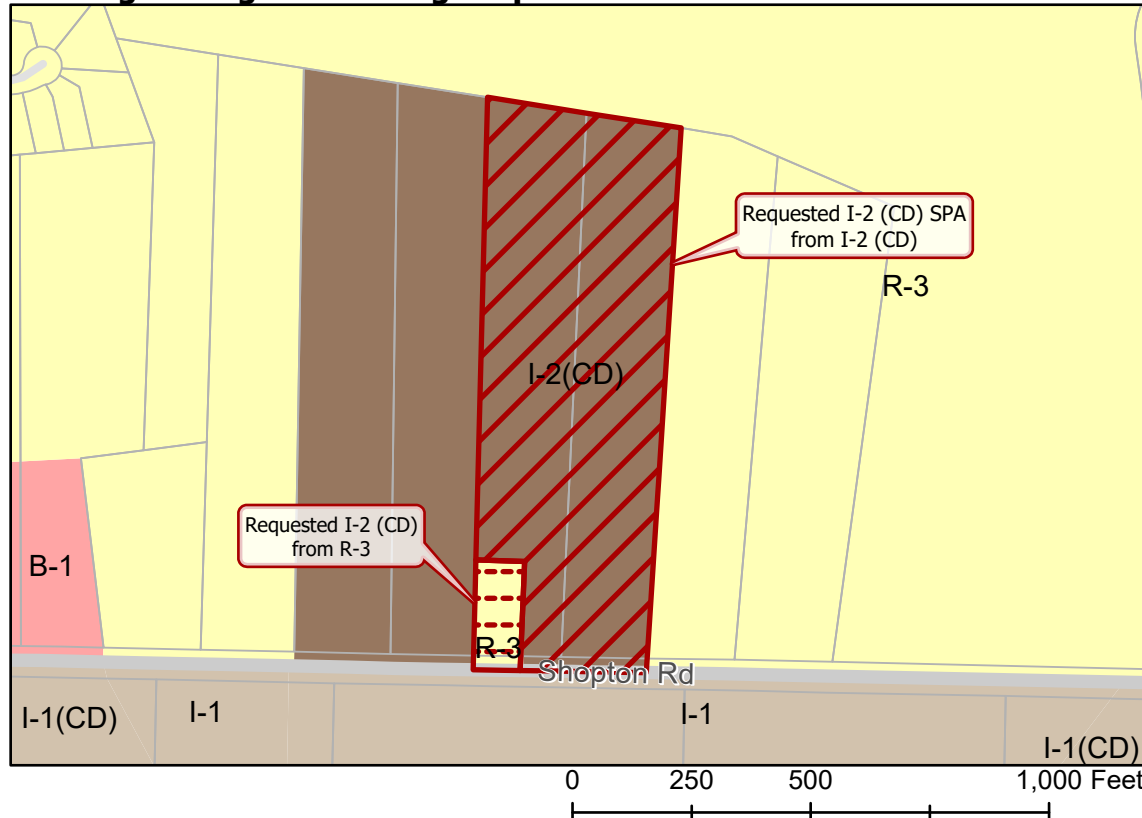 Requested I-2 (CD) SPA
from I-2 (CD)
R-3
I-2(CD)
Requested I-2 (CD)
from R-3
B-1
R-3
Shopton Rd
I-1(CD)
I-1
I-1
I-1(CD)
0 250 500 1,000 Feet